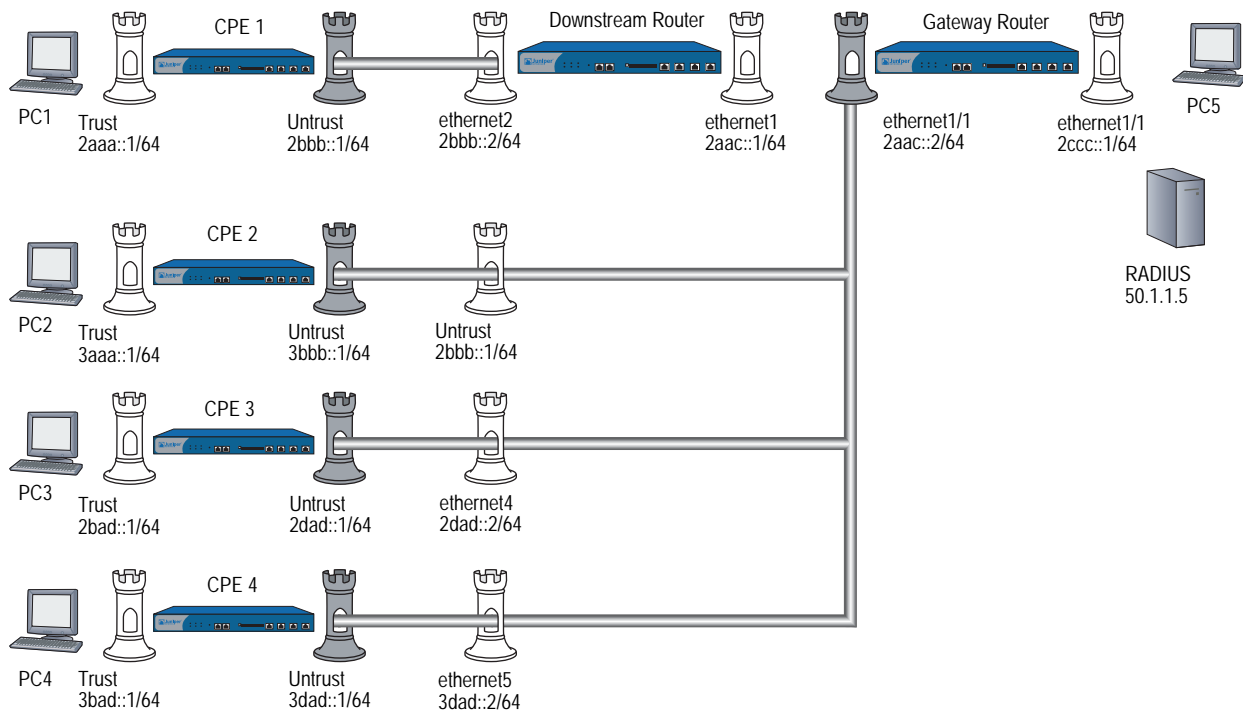 CPE 1
Downstream Router
Gateway Router
PC1
Trust
2aaa::1/64
Untrust
2bbb::1/64
ethernet2
2bbb::2/64
ethernet1
2aac::1/64
ethernet1/1
2aac::2/64
ethernet1/1
2ccc::1/64
PC5
CPE 2
PC2
Trust
3aaa::1/64
Untrust
3bbb::1/64
Untrust
2bbb::1/64
RADIUS
50.1.1.5
CPE 3
PC3
Trust
2bad::1/64
Untrust
2dad::1/64
ethernet4
2dad::2/64
CPE 4
PC4
Trust
3bad::1/64
Untrust
3dad::1/64
ethernet5
3dad::2/64